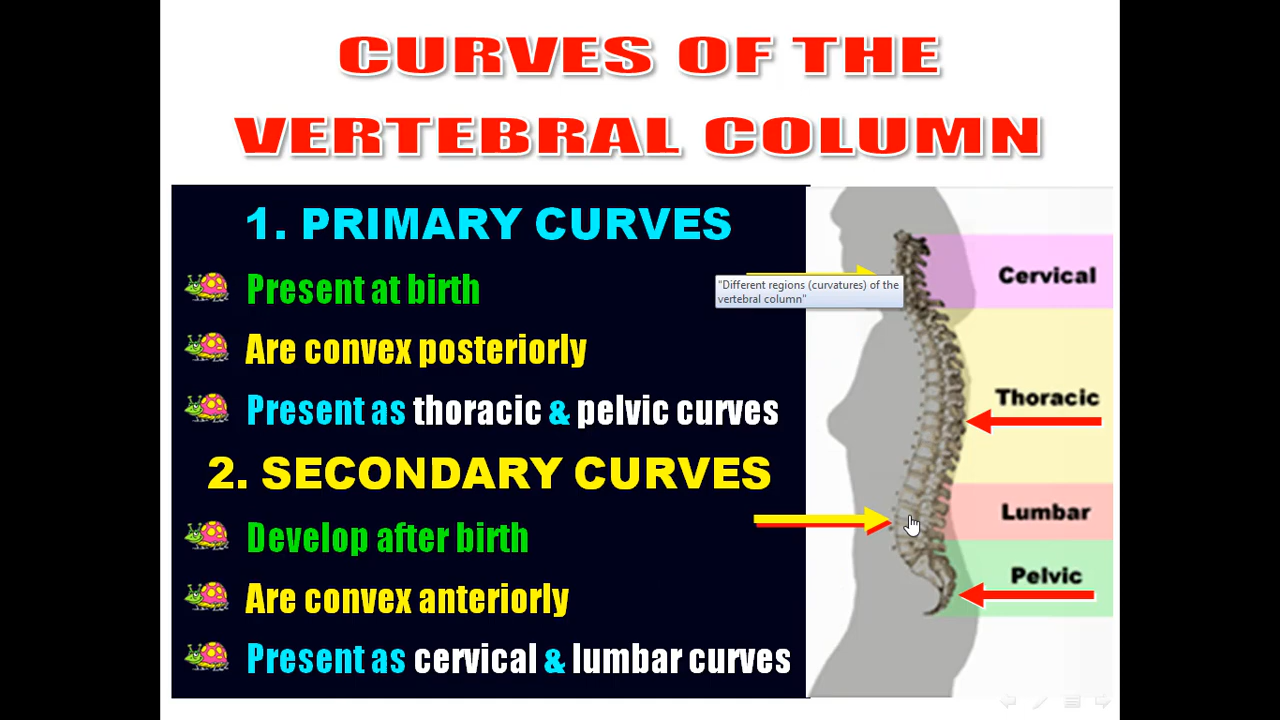 CURVES OF THE
VERTEBRAL COLUMN
1. PRIMARY CURVES
Present at birth
Are convex posteriorly
Present as thoracic & pelvic curves
2. SECONDARY CURVES
Develop after birth
Are convex anteriorly
Present as cervical & lumbar curves
"Different regions (curvatures) of the
vertebral column"
Cervical
Thoracic
Lumbar
Pelvic